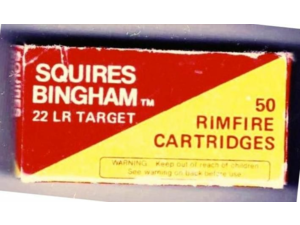 SQUIRES
BINGHAM™
22 LR TARGET
50
RIMFIRE
CARTRIDGES
WARNING: Keep out of reach of children
See warning on back before use
SQUIRES